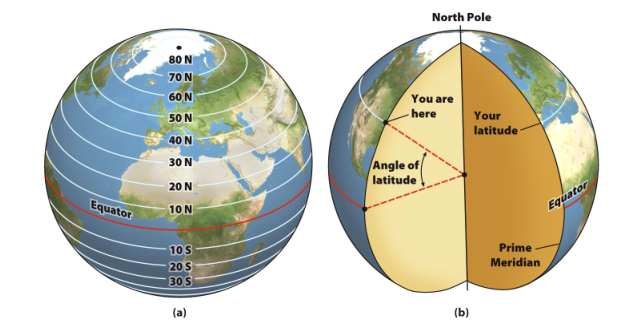 80 N
70 N
60 N
50 N
40 N
30 N
20 N
10 N
Equator
10 S
20 S
30 S
(a)
North Pole
You are
here
Your
latitude
Angle of
latitude
Equator
Prime
Meridian
(b)